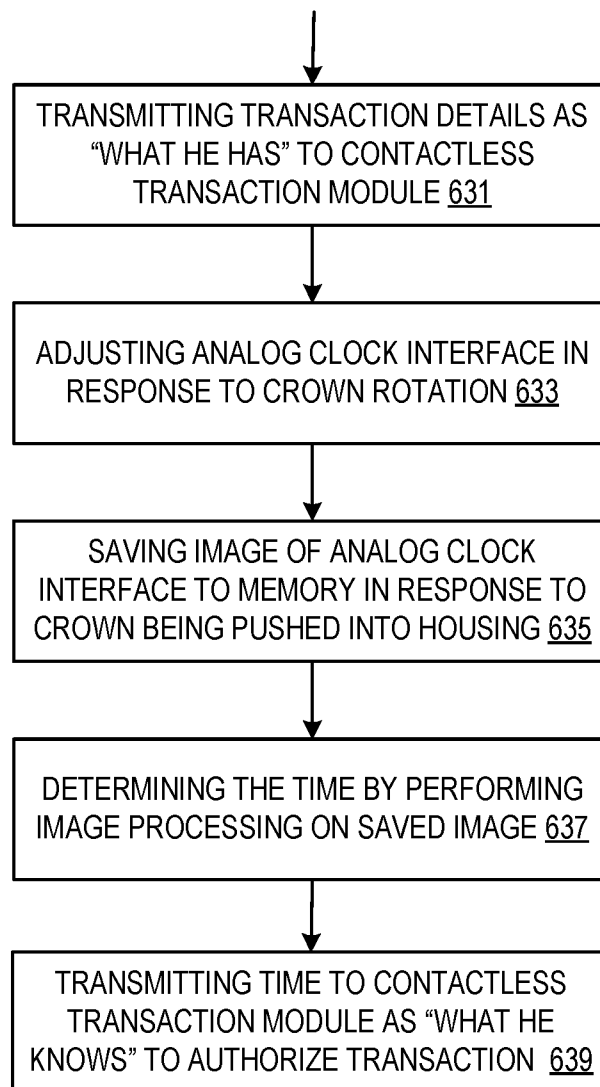 TRANSMITTING TRANSACTION DETAILS AS
“WHAT HE HAS” TO CONTACTLESS
TRANSACTION MODULE 631
ADJUSTING ANALOG CLOCK INTERFACE IN
RESPONSE TO CROWN ROTATION 633
SAVING IMAGE OF ANALOG CLOCK
INTERFACE TO MEMORY IN RESPONSE TO
CROWN BEING PUSHED INTO HOUSING 635
DETERMINING THE TIME BY PERFORMING
IMAGE PROCESSING ON SAVED IMAGE 637
TRANSMITTING TIME TO CONTACTLESS
TRANSACTION MODULE AS “WHAT HE
KNOWS” TO AUTHORIZE TRANSACTION 639